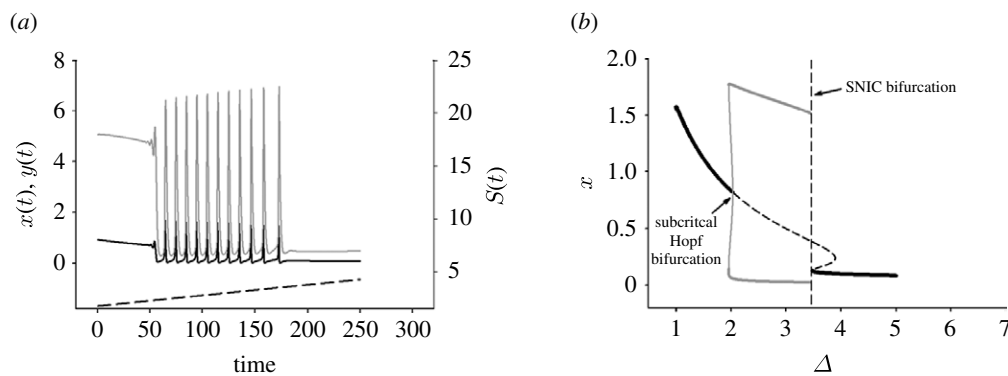 (a)
x(t), y(t)
8
6
4
2
0
S(t)
25
20
15
10
5
0 50 100 150 200 250 300
time
(b)
x
2.0
1.5
1.0
0.5
0
SNIC bifurcation
subcritcal
Hopf
bifurcation
1 2 3 4 5 6 7
Δ